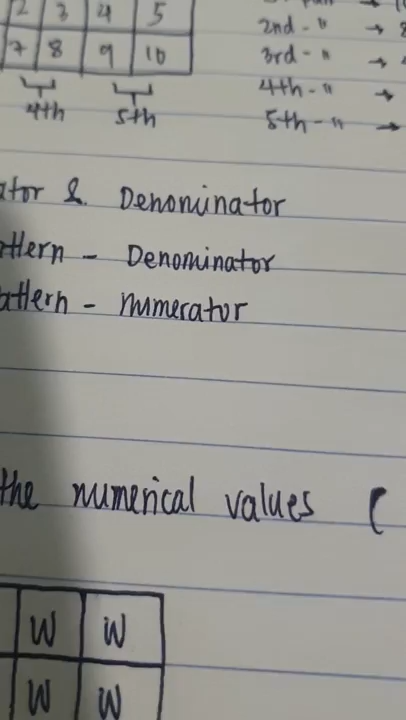 2 3 4 5
2nd - "
7 8 9 10
3rd - "
4th 5th
4th - " →
5th - " →
& Denominator
- Denominator
- numerator
the numerical values (
W W
W W